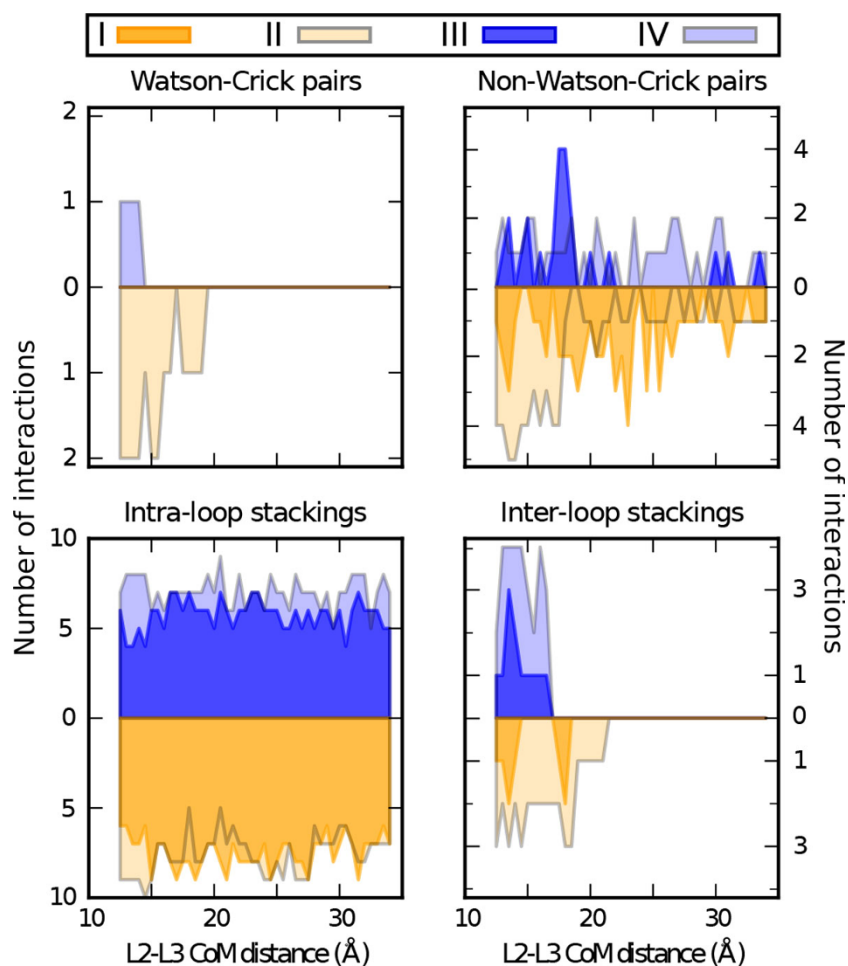 I II III IV
Watson-Crick pairs
Non-Watson-Crick pairs
2
1
0
1
2
4
2
0
2
4
Number of interactions
Number of interactions
Intra-loop stackings
Inter-loop stackings
10
5
0
5
10
3
1
0
1
3
10 20 30
10 20 30
L2-L3 CoM distance (Å)
L2-L3 CoM distance (Å)